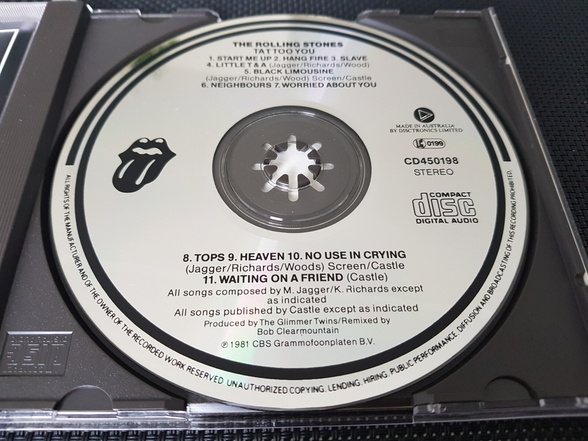 THE ROLLING STONES
TATTOO YOU
1. START ME UP 2. HANG FIRE 3. SLAVE
4. LITTLE T & A (Jagger/Richards/Wood)
5. BLACK LIMOUSINE
(Jagger/Richards/Wood) Screen/Castle
6. NEIGHBOURS 7. WORRIED ABOUT YOU
MADE IN AUSTRALIA
BY DISCTRONICS LIMITED
0199
CD450198
STEREO
COMPACT
disc
DIGITAL AUDIO
8. TOPS 9. HEAVEN 10. NO USE IN CRYING
(Jagger/Richards/Woods) Screen/Castle
11. WAITING ON A FRIEND (Castle)
All songs composed by M. Jagger/K. Richards except
as indicated
All songs published by Castle except as indicated
Produced by The Glimmer Twins/Remixed by
Bob Clearmountain
℗ 1981 CBS Grammofoonplaten B.V.
ALL RIGHTS OF THE MANUFACTURER AND OF THE OWNER OF THE RECORDED WORK RESERVED UNAUTHORIZED COPYING, LENDING, HIRING, PUBLIC PERFORMANCE, DIFFUSION AND BROADCASTING OF THIS RECORDING PROHIBITED.